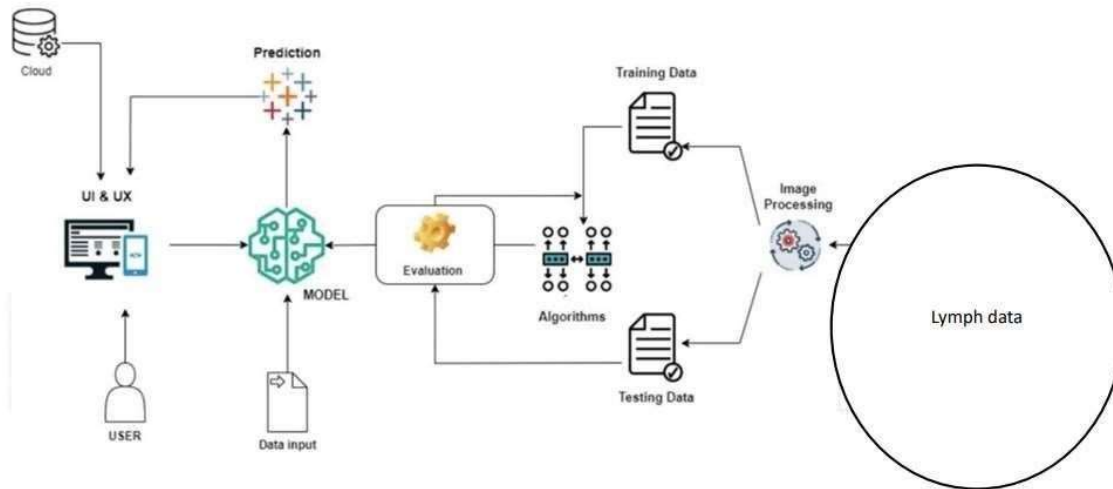 Cloud
Prediction
Training Data
UI & UX
Image
Processing
Evaluation
MODEL
Algorithms
Lymph data
Testing Data
USER
Data input